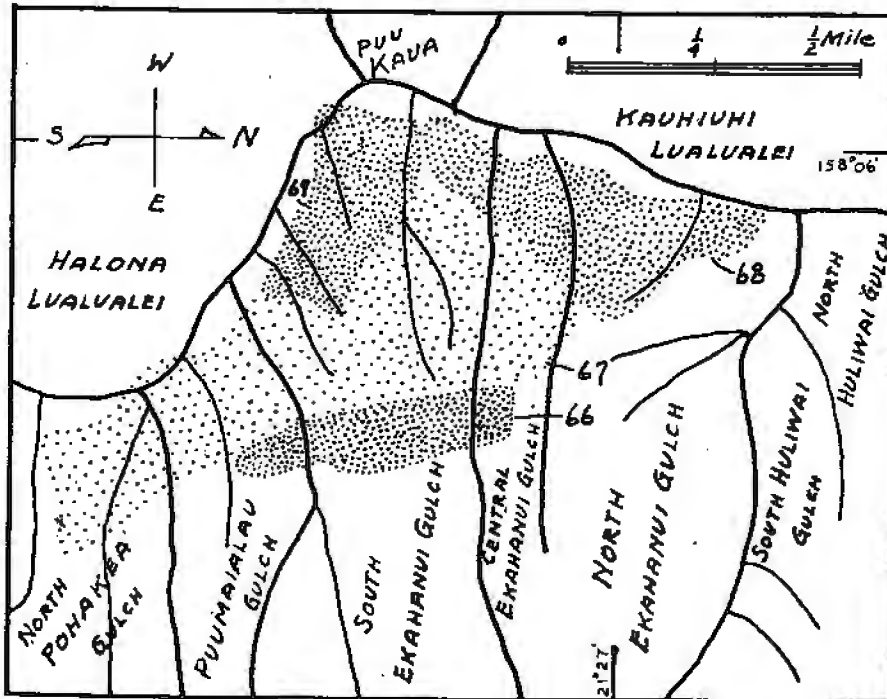 PUU
KAUA
0 ¼ ½ Mile
W
S N
E
KAUHIUHI
LUALUALEI
158°06'
69
HALONA
LUALUALEI
68
NORTH
HULIWAI GULCH
67
66
NORTH
POHAKEA
GULCH
PUUMAIALAU
GULCH
SOUTH
EKAHANUI GULCH
CENTRAL
EKAHANUI GULCH
NORTH
EKAHANUI GULCH
SOUTH HULIWAI
GULCH
21°27'